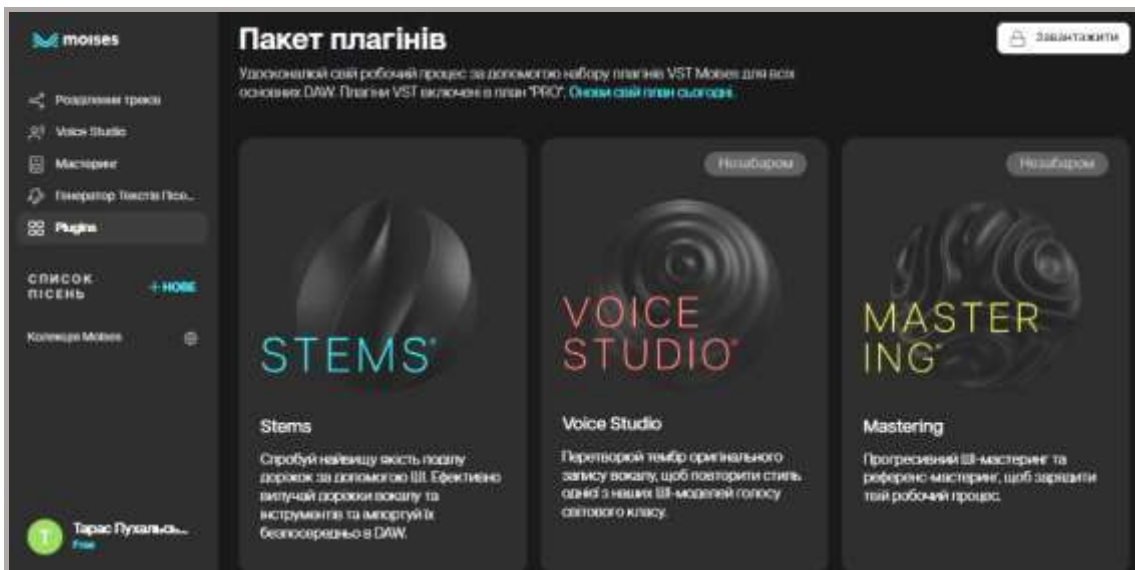 moises
Розділення треків
Voice Studio
Мастеринг
Генератор Текстів Пісе...
Plugins
СПИСОК
ПІСЕНЬ
+ НОВЕ
Колекція Moises
Тарас Пухальсь...
Free
Пакет плагінів
Завантажити
Удосконалюй свій робочий процес за допомогою набору плагінів VST Moises для всіх
основних DAW. Плагіни VST включені в план "PRO". Онови свій план сьогодні.
STEMS
Stems
Спробуй найвищу якість поділу
доріжок за допомогою ШІ. Ефективно
вилучай доріжки вокалу та
інструментів та імпортуй їх
безпосередньо в DAW.
Незабаром
VOICE
STUDIO
Voice Studio
Перетворюй тембр оригінального
запису вокалу, щоб повторити стиль
однієї з наших ШІ-моделей голосу
світового класу.
Незабаром
MASTER
ING
Mastering
Прогресивний ШІ-мастеринг та
референс-мастеринг, щоб зарядити
твій робочий процес.